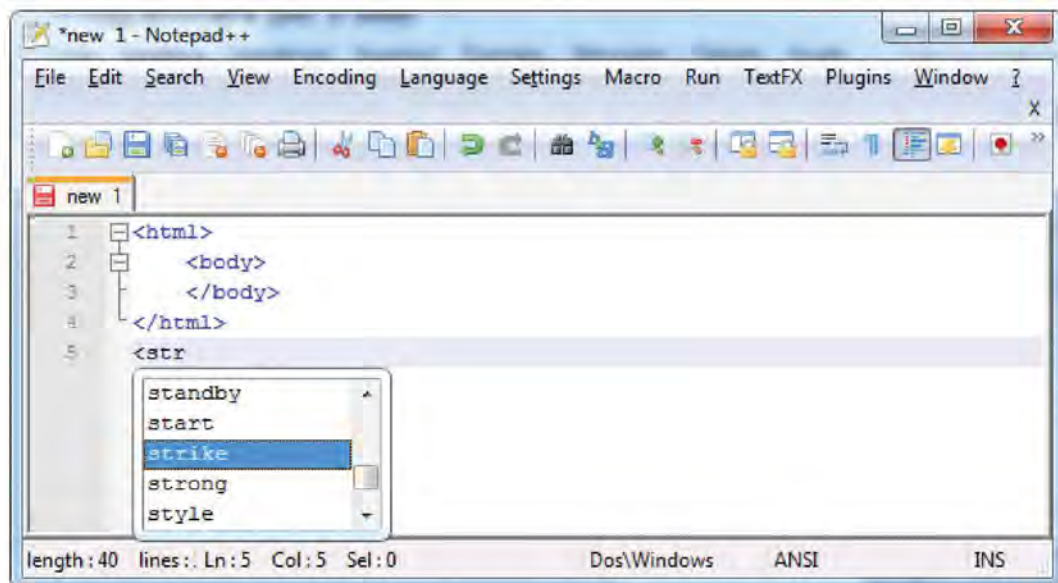 *new 1 - Notepad++
File Edit Search View Encoding Language Settings Macro Run TextFX Plugins Window ?
X
new 1
1 <html>
2 <body>
3 </body>
4 </html>
5 <str
standby
start
strike
strong
style
length:40 lines: Ln:5 Col:5 Sel:0 Dos\Windows ANSI INS